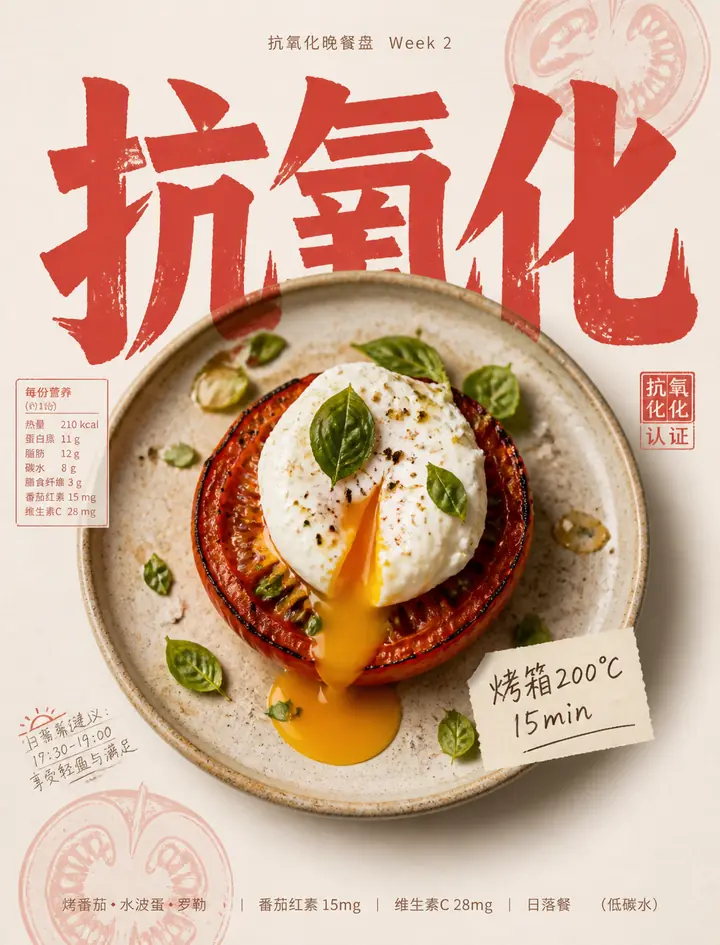 抗氧化晚餐盘 Week 2
抗氧化
每份营养
(约1份)
热量 210 kcal
蛋白质 11 g
脂肪 12 g
碳水 8 g
膳食纤维 3 g
番茄红素 15 mg
维生素C 28 mg
抗氧
化化
认证
烤箱200℃
15min
17:30-19:00
享受轻盈与满足
烤番茄•水波蛋•罗勒 | 番茄红素 15mg | 维生素C 28mg | 日落餐 （低碳水）